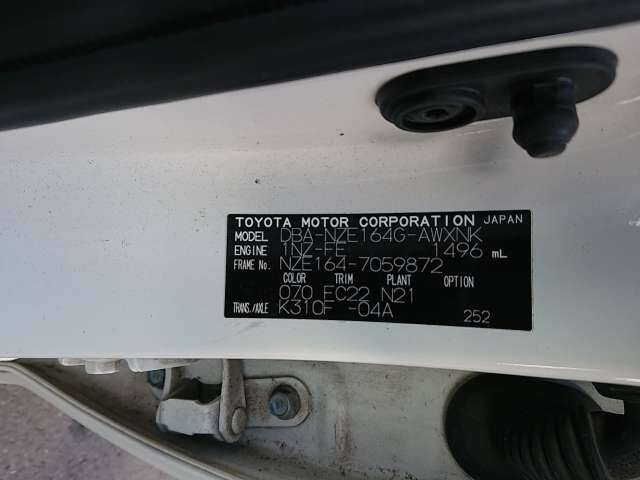 TOYOTA MOTOR CORPORATION JAPAN
MODEL DBA-NZE164G-AWXNK
ENGINE 1NZ-FE 1496 mL
FRAME No. NZE164-7059872
COLOR TRIM PLANT OPTION
070 EC22 N21
TRANS./AXLE K310F -04A
252